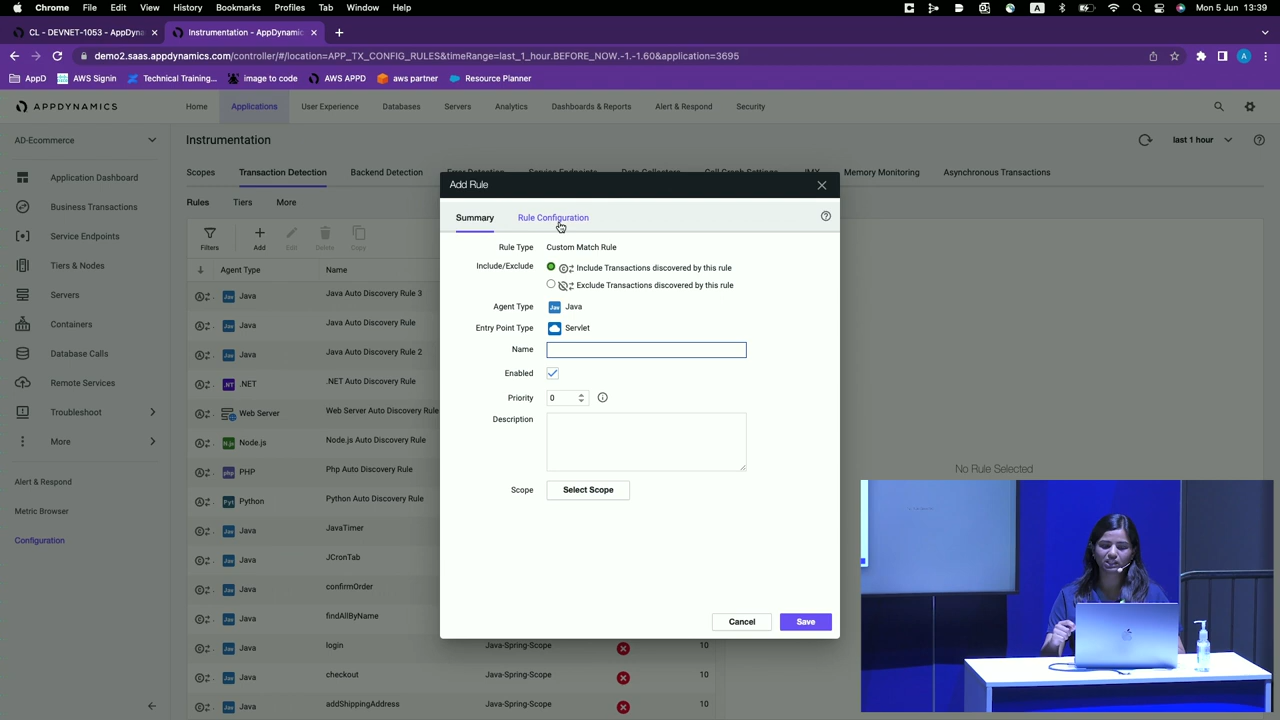 Chrome File Edit View History Bookmarks Profiles Tab Window Help A Mon 5 Jun 13:39
CL - DEVNET-1053 - AppDyna Instrumentation - AppDynamic
demo2.saas.appdynamics.com/controller/#/location=APP_TX_CONFIG_RULES&timeRange=last_1_hour.BEFORE_NOW.-1.-1.60&application=3695 A
AppD AWS Signin Technical Training... image to code AWS APPD aws partner Resource Planner
APPDYNAMICS Home Applications User Experience Databases Servers Analytics Dashboards & Reports Alert & Respond Security
AD-Ecommerce Instrumentation last 1 hour
Scopes Transaction Detection Backend Detection Error Detection Service Endpoints Data Collectors Call Graph Settings JMX Memory Monitoring Asynchronous Transactions
Application Dashboard
Business Transactions
Service Endpoints
Tiers & Nodes
Servers
Containers
Database Calls
Remote Services
Troubleshoot
More
Alert & Respond
Metric Browser
Configuration
Rules Tiers More
Filters Add Edit Delete Copy
Agent Type Name
Java Java Auto Discovery Rule 3
Java Java Auto Discovery Rule
Java Java Auto Discovery Rule 2
.NT .NET .NET Auto Discovery Rule
Web Server Web Server Auto Discovery Rule
Node.js Node.js Auto Discovery Rule
php PHP Php Auto Discovery Rule
Python Python Auto Discovery Rule
Java JavaTimer
Java JCronTab
Java confirmOrder
Java findAllByName
Java login Java-Spring-Scope 10
Java checkout Java-Spring-Scope 10
Java addShippingAddress Java-Spring-Scope 10
Add Rule
Summary Rule Configuration
Rule Type Custom Match Rule
Include/Exclude Include Transactions discovered by this rule
Exclude Transactions discovered by this rule
Agent Type Jav Java
Entry Point Type Servlet
Name
Enabled
Priority 0
Description
Scope Select Scope
Cancel Save
No Rule Selected